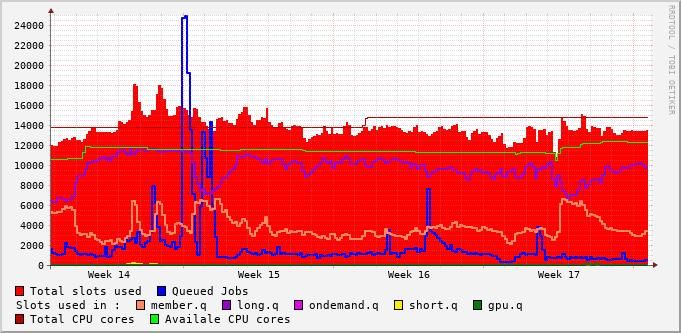 24000
22000
20000
18000
16000
14000
12000
10000
8000
6000
4000
2000
0
Week 14 Week 15 Week 16 Week 17
RRDTOOL / TOBI OETIKER
Total slots used Queued Jobs
Slots used in : member.q long.q ondemand.q short.q gpu.q
Total CPU cores Availale CPU cores